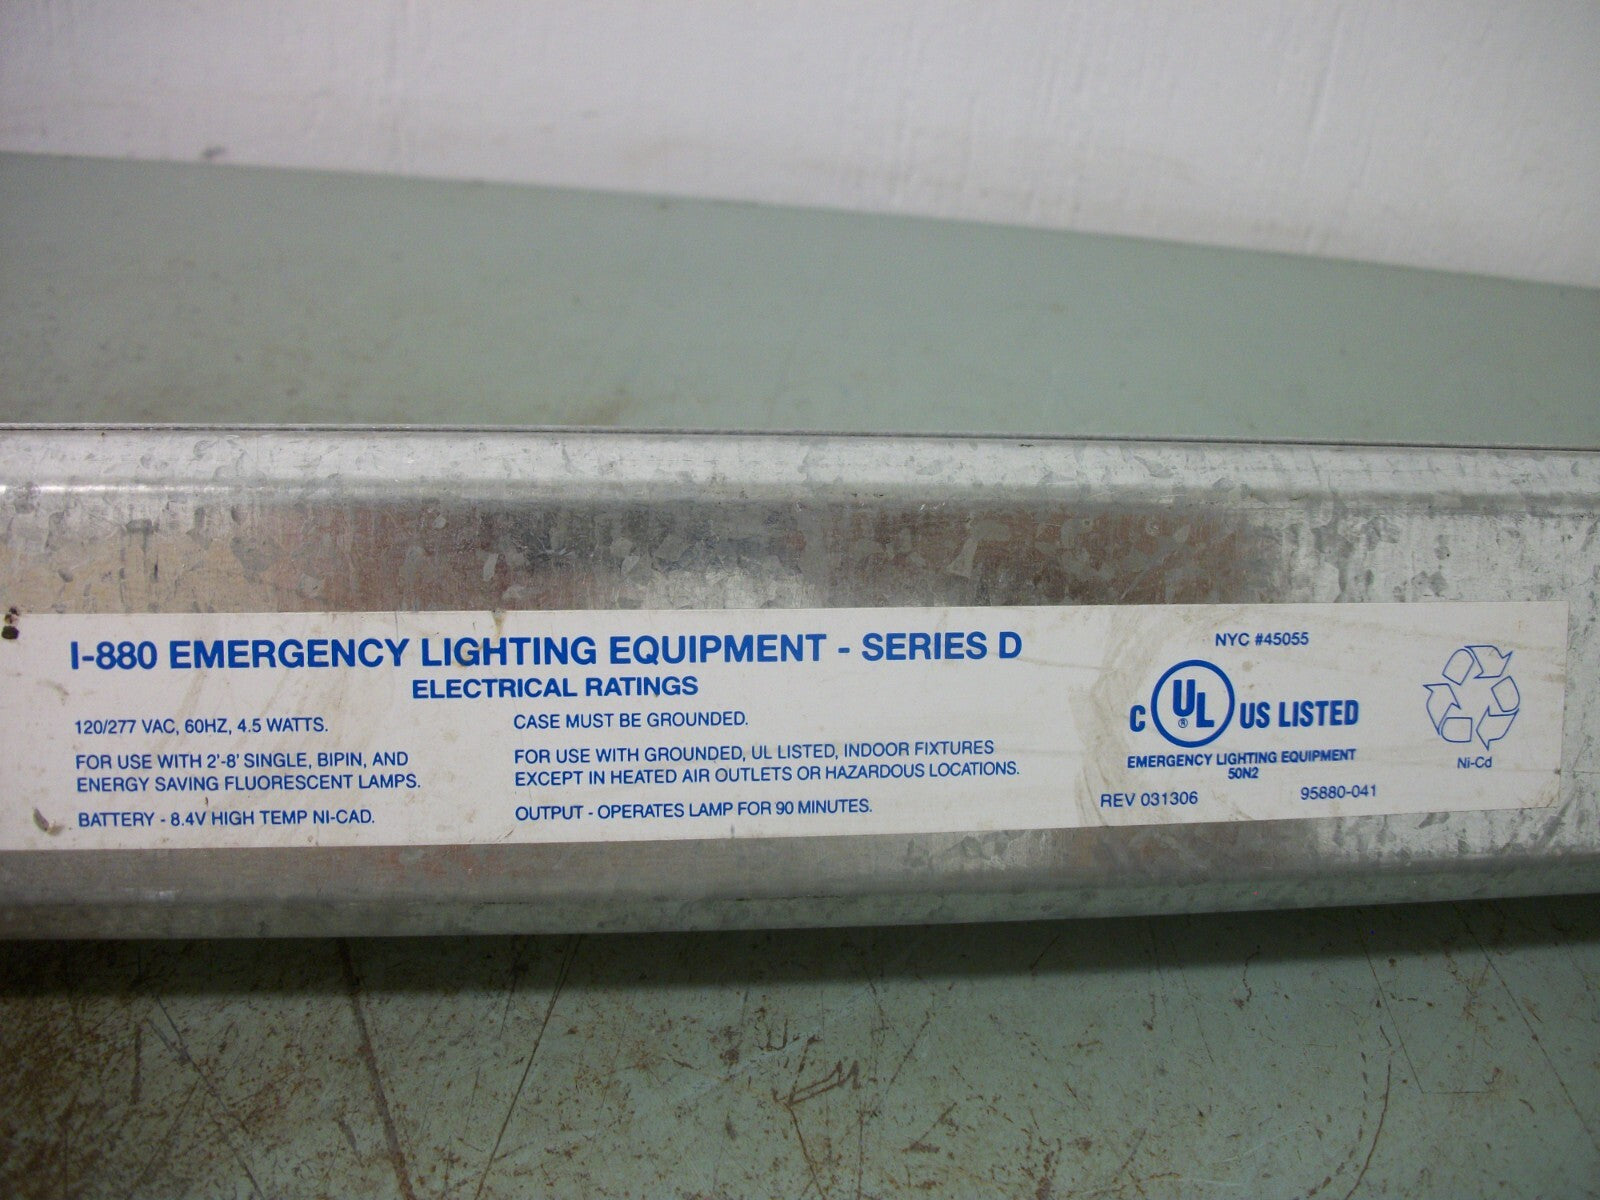 I-880 EMERGENCY LIGHTING EQUIPMENT - SERIES D
ELECTRICAL RATINGS
120/277 VAC, 60HZ, 4.5 WATTS.
FOR USE WITH 2'-8' SINGLE, BIPIN, AND
ENERGY SAVING FLUORESCENT LAMPS.
BATTERY - 8.4V HIGH TEMP NI-CAD.
CASE MUST BE GROUNDED.
FOR USE WITH GROUNDED, UL LISTED, INDOOR FIXTURES
EXCEPT IN HEATED AIR OUTLETS OR HAZARDOUS LOCATIONS.
OUTPUT - OPERATES LAMP FOR 90 MINUTES.
NYC #45055
C UL ® US LISTED
EMERGENCY LIGHTING EQUIPMENT
50N2
REV 031306 95880-041
Ni-Cd